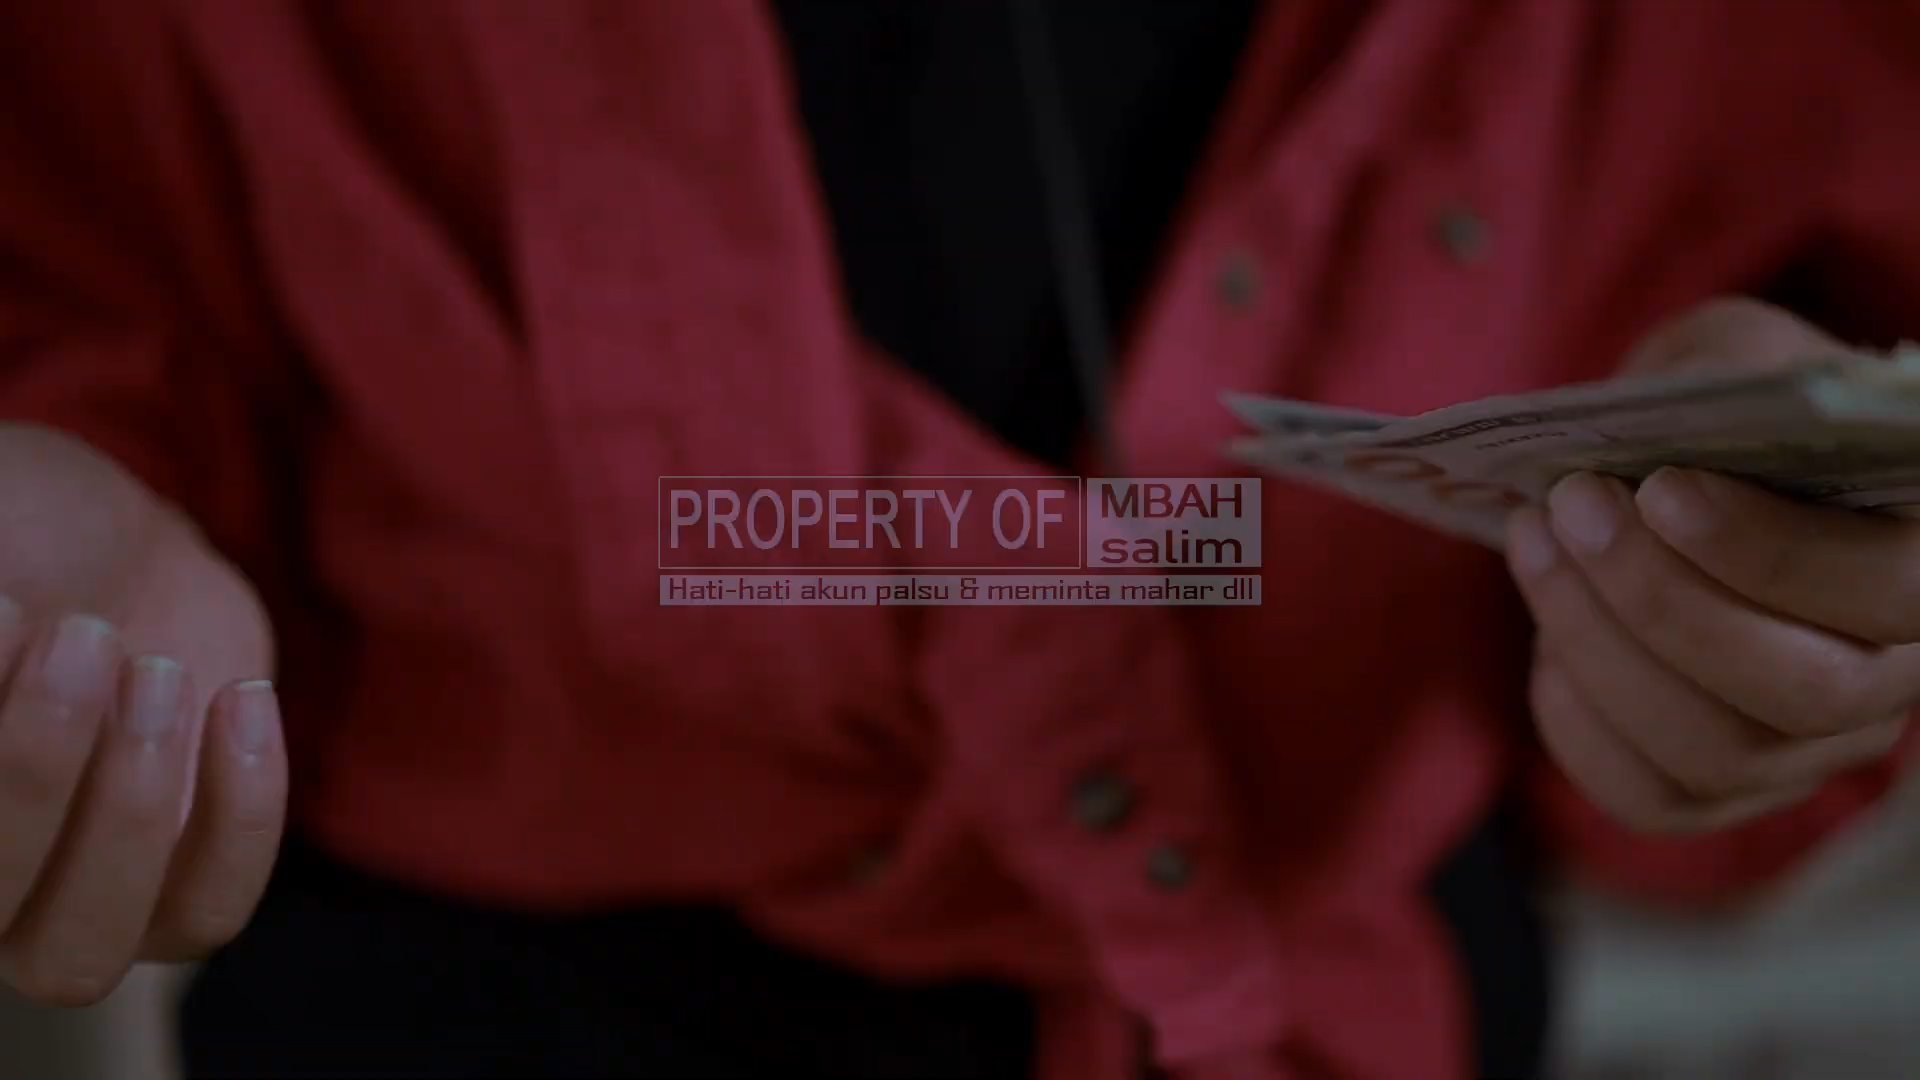 PROPERTY OF MBAH salim
Hati-hati akun palsu & meminta mahar dll